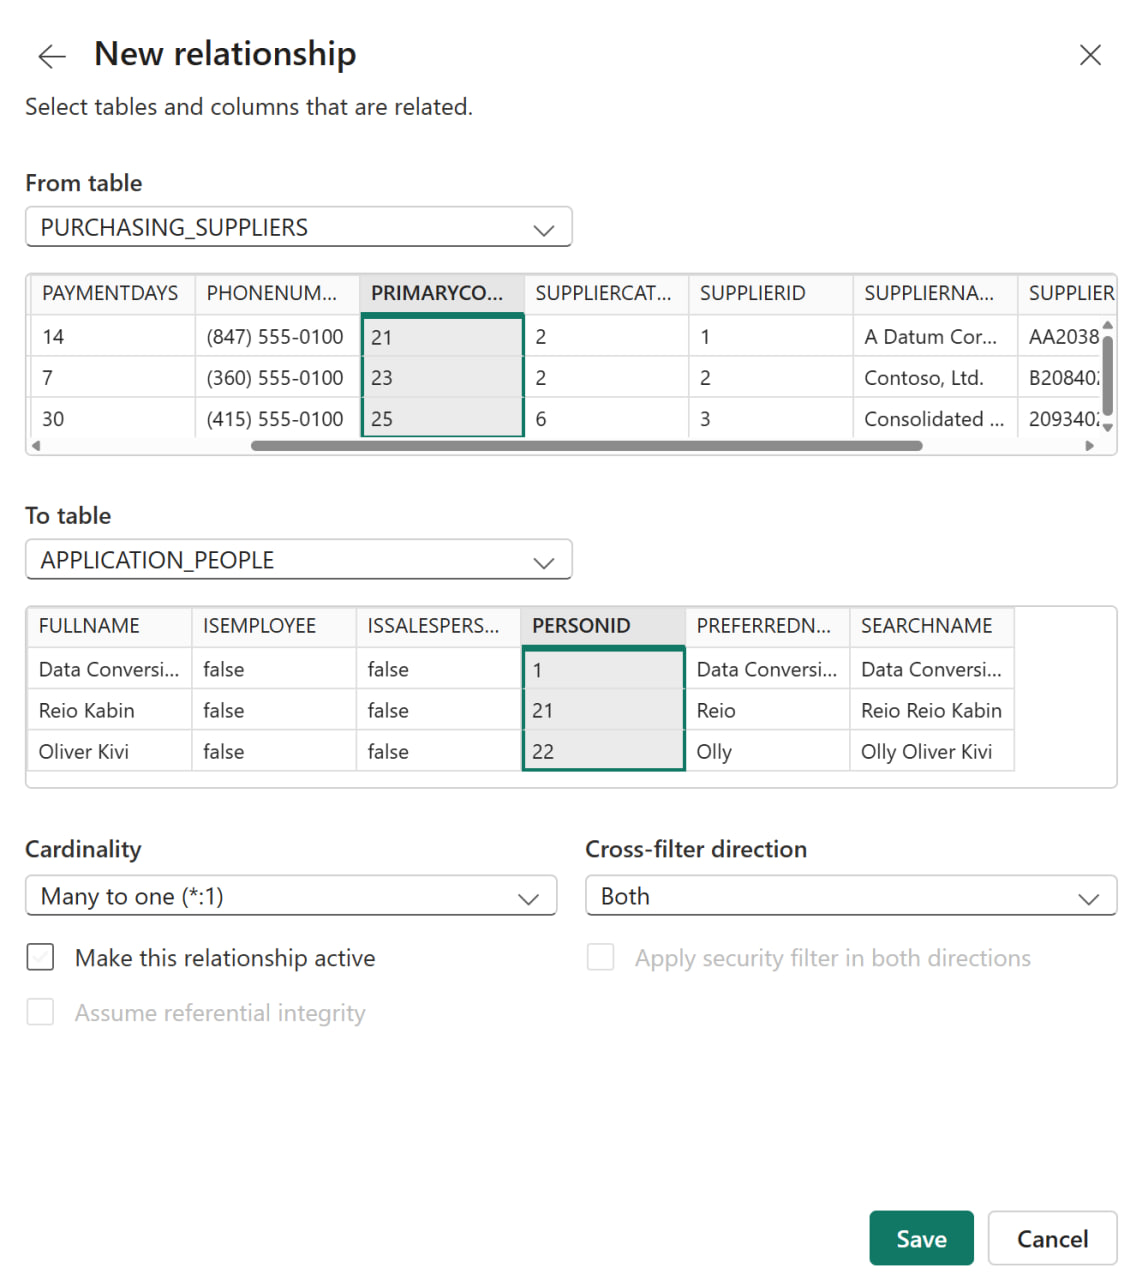 New relationship
Select tables and columns that are related.
From table
PURCHASING_SUPPLIERS
PAYMENTDAYS PHONENUM... PRIMARYCO... SUPPLIERCAT... SUPPLIERID SUPPLIERNA... SUPPLIER
14 (847) 555-0100 21 2 1 A Datum Cor... AA2038
7 (360) 555-0100 23 2 2 Contoso, Ltd. B20840
30 (415) 555-0100 25 6 3 Consolidated ... 209340
To table
APPLICATION_PEOPLE
FULLNAME ISEMPLOYEE ISSALESPERS... PERSONID PREFERREDN... SEARCHNAME
Data Conversi... false false 1 Data Conversi... Data Conversi...
Reio Kabin false false 21 Reio Reio Reio Kabin
Oliver Kivi false false 22 Olly Olly Oliver Kivi
Cardinality Cross-filter direction
Many to one (*:1) Both
Make this relationship active Apply security filter in both directions
Assume referential integrity
Save Cancel